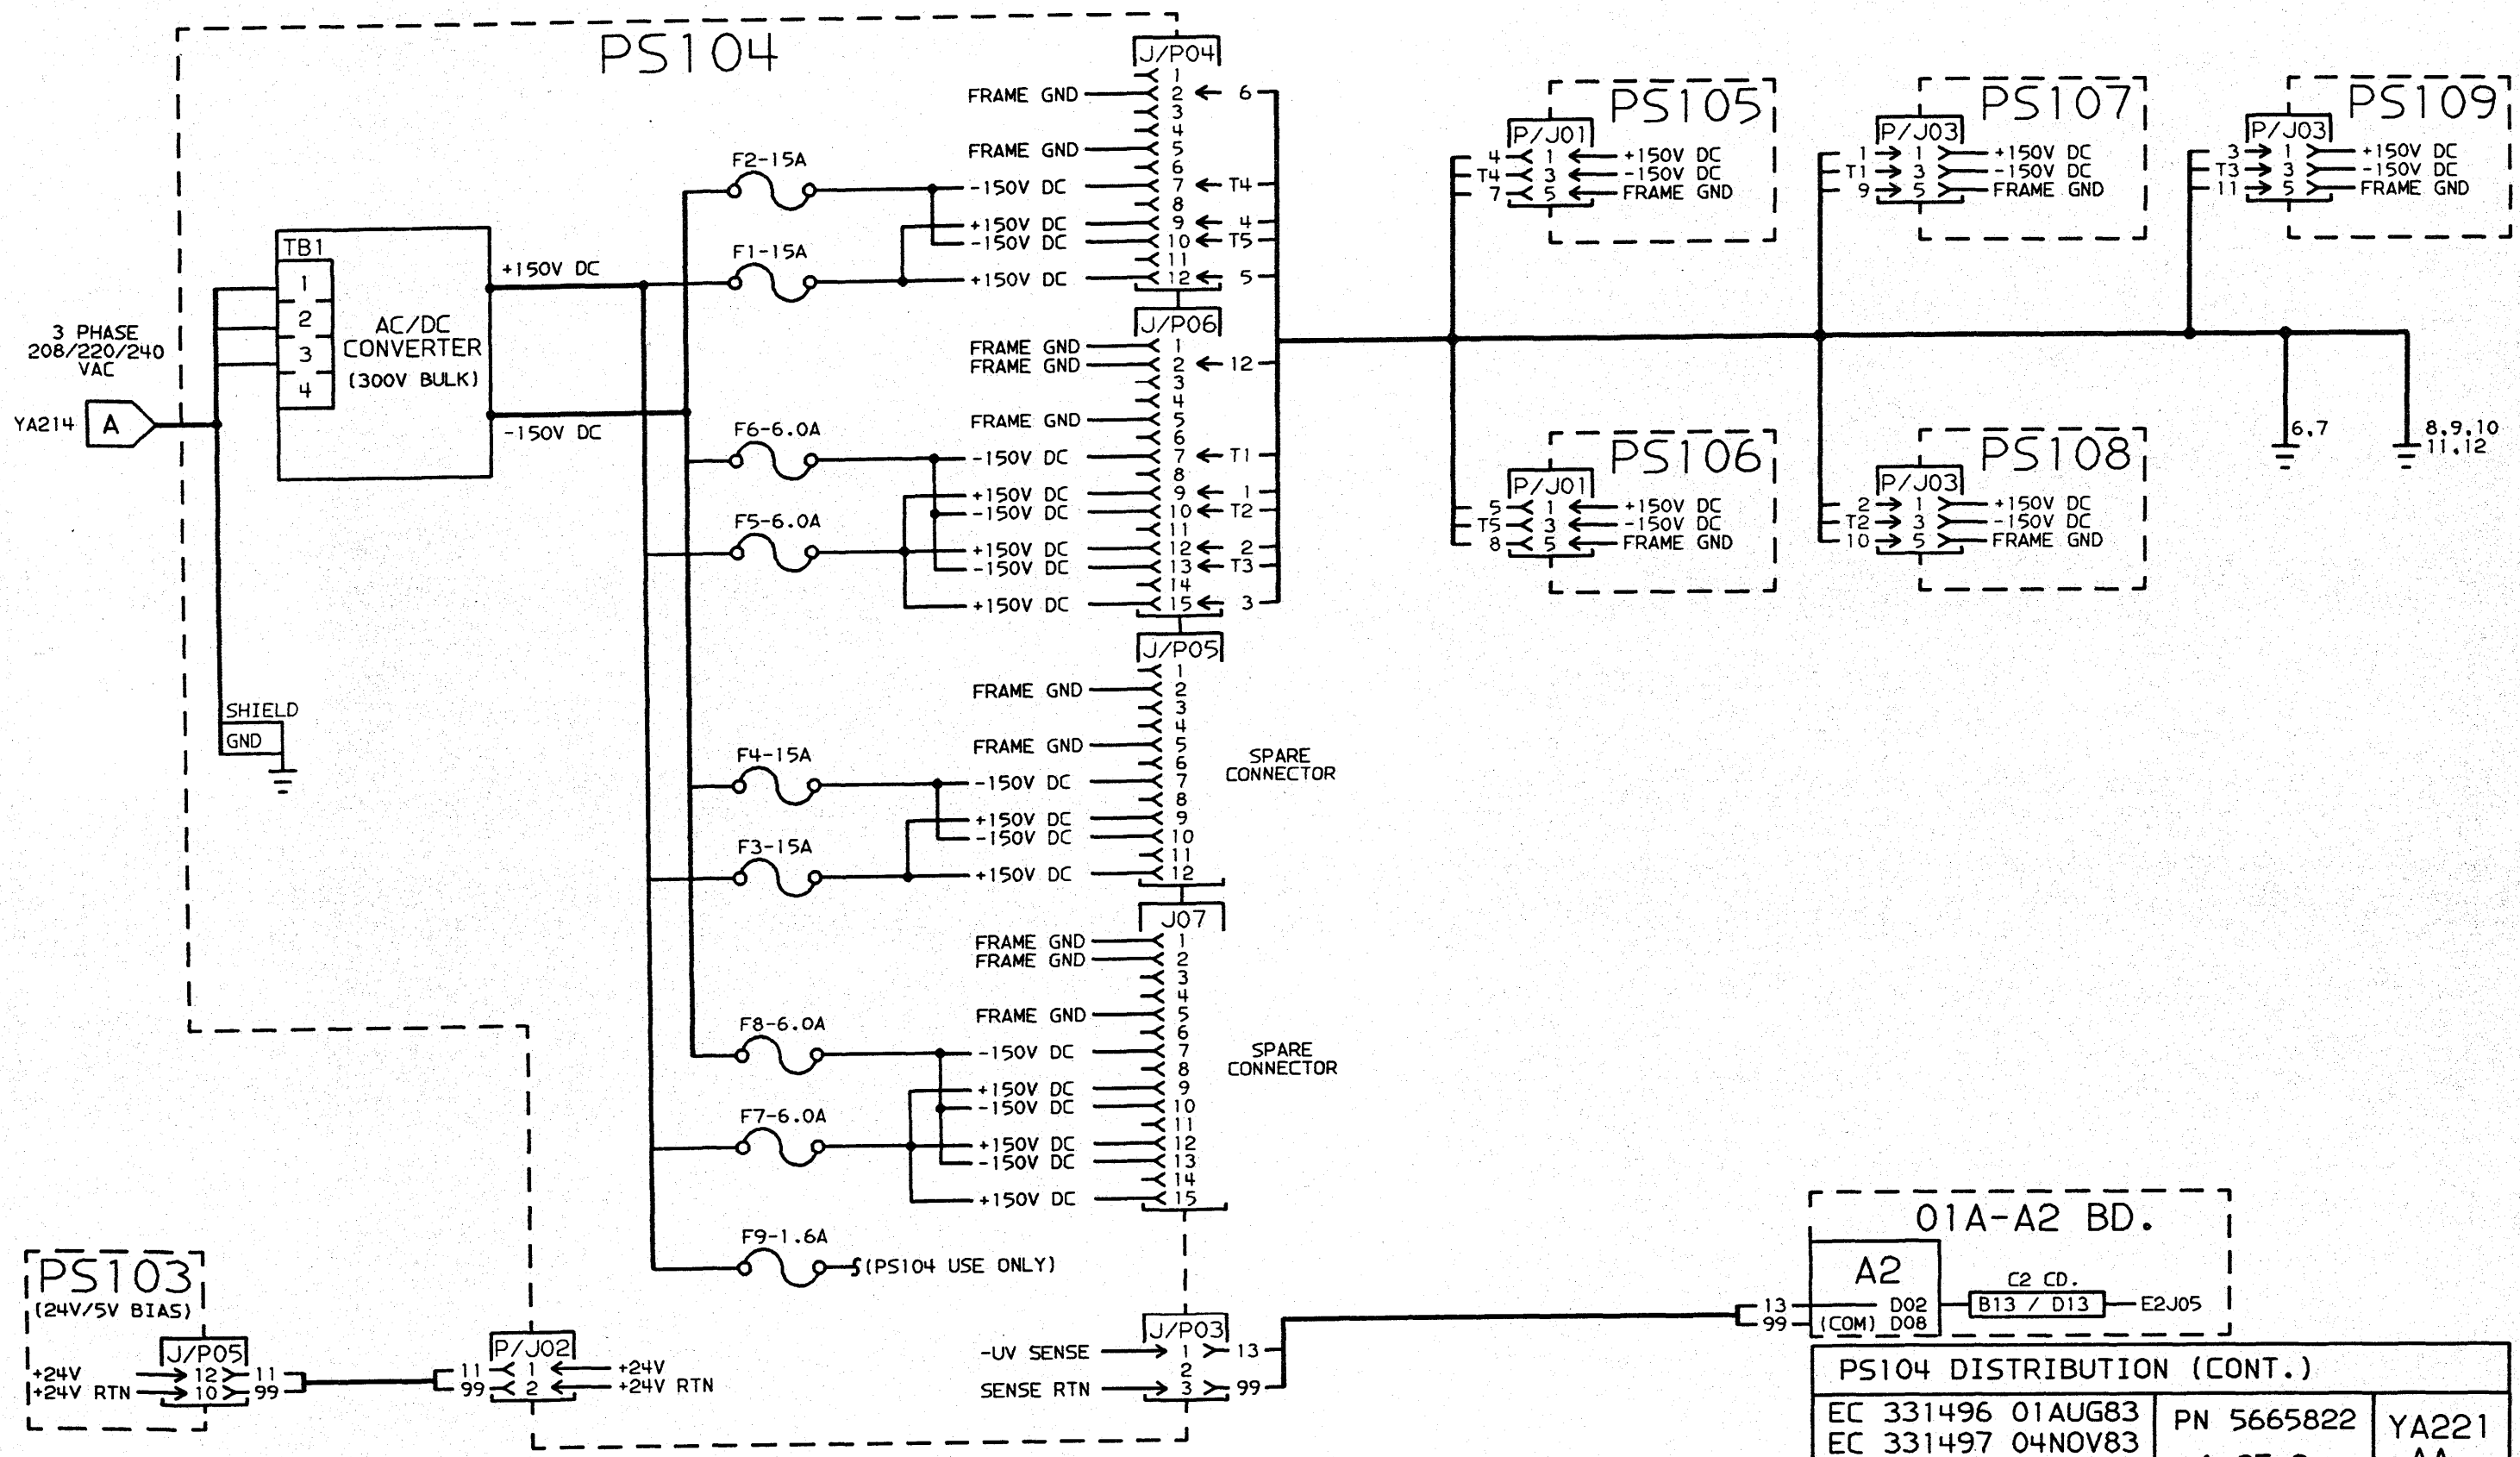 PS104
3 PHASE
208/220/240
VAC
YA214
A
TB1
1
2
3
4
AC/DC
CONVERTER
(300V BULK)
+150V DC
-150V DC
SHIELD
GND
F2-15A
F1-15A
F6-6.0A
F5-6.0A
F4-15A
F3-15A
F8-6.0A
F7-6.0A
F9-1.6A
(PS104 USE ONLY)
J/P04
1
FRAME GND 2 6
3
4
FRAME GND 5
6
-150V DC 7 T4
8
+150V DC 9 4
-150V DC 10 T5
11
+150V DC 12 5
J/P06
FRAME GND 1
FRAME GND 2 12
3
4
FRAME GND 5
6
-150V DC 7 T1
8
+150V DC 9 1
-150V DC 10 T2
11
+150V DC 12 2
-150V DC 13 T3
14
+150V DC 15 3
J/P05
1
FRAME GND 2
3
4
FRAME GND 5
6
-150V DC 7
8
+150V DC 9
-150V DC 10
11
+150V DC 12
SPARE
CONNECTOR
J07
FRAME GND 1
FRAME GND 2
3
4
FRAME GND 5
6
-150V DC 7
8
+150V DC 9
-150V DC 10
11
+150V DC 12
-150V DC 13
14
+150V DC 15
SPARE
CONNECTOR
J/P03
-UV SENSE 1 13
2
SENSE RTN 3 99
PS105
P/J01
4 1 +150V DC
T4 3 -150V DC
7 5 FRAME GND
PS107
P/J03
1 1 +150V DC
T1 3 -150V DC
9 5 FRAME GND
PS109
P/J03
3 1 +150V DC
T3 3 -150V DC
11 5 FRAME GND
PS106
P/J01
5 1 +150V DC
T5 3 -150V DC
8 5 FRAME GND
PS108
P/J03
2 1 +150V DC
T2 3 -150V DC
10 5 FRAME GND
6,7
8,9,10
11,12
PS103
(24V/5V BIAS)
J/P05
+24V 12 11
+24V RTN 10 99
P/J02
11 1 +24V
99 2 +24V RTN
01A-A2 BD.
A2
C2 CD.
13 D02 B13 / D13 E2J05
99 (COM) D08
PS104 DISTRIBUTION (CONT.)
EC 331496 01AUG83
EC 331497 04NOV83
PN 5665822
YA221